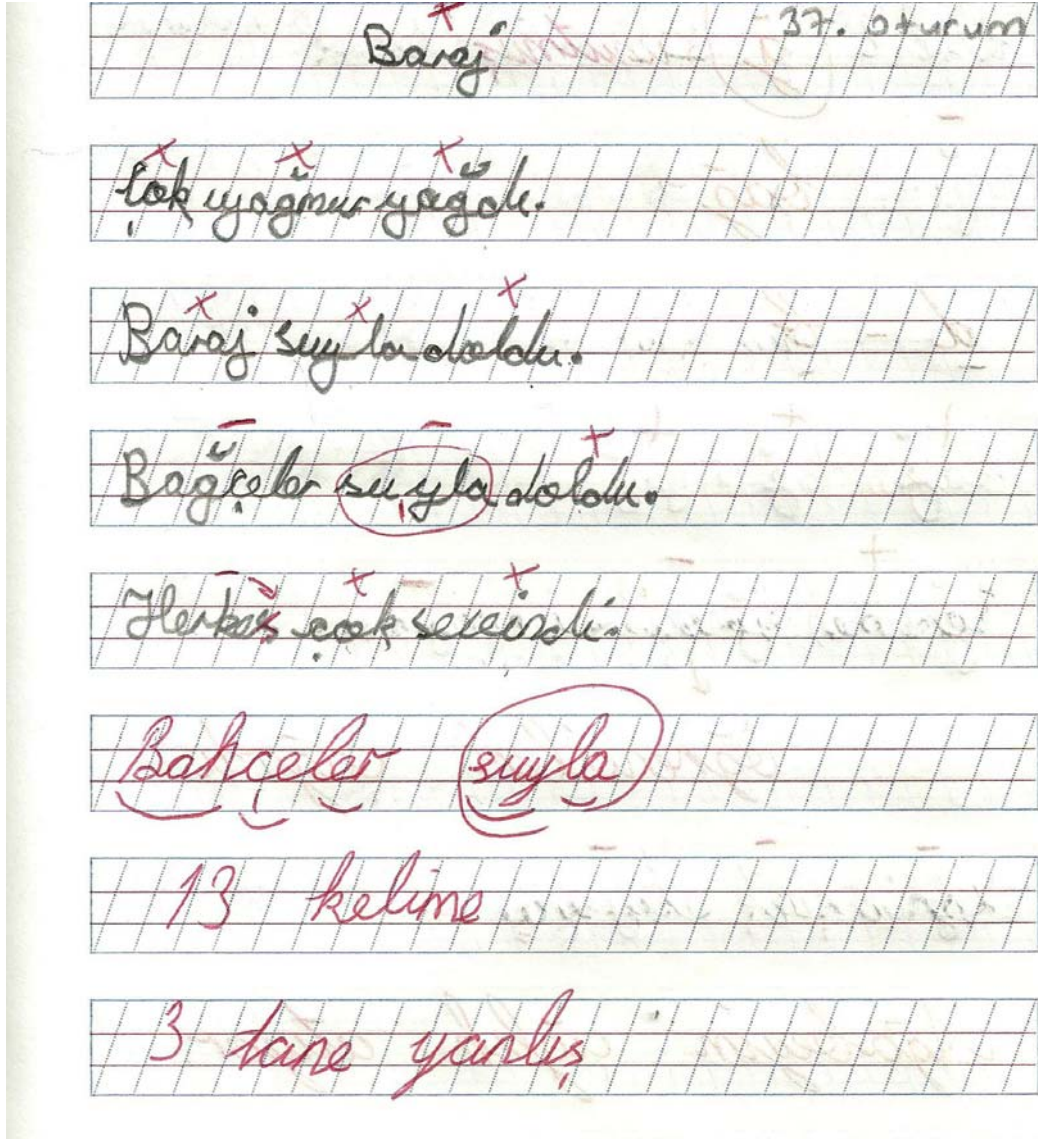 37. oturum
Baraj
Çok yağmur yağdı.
Baraj suyla doldu.
Bağçeler suyla doldu.
Herkeş çok sevindi.
Bahçeler suyla
13 kelime
3 tane yanlış